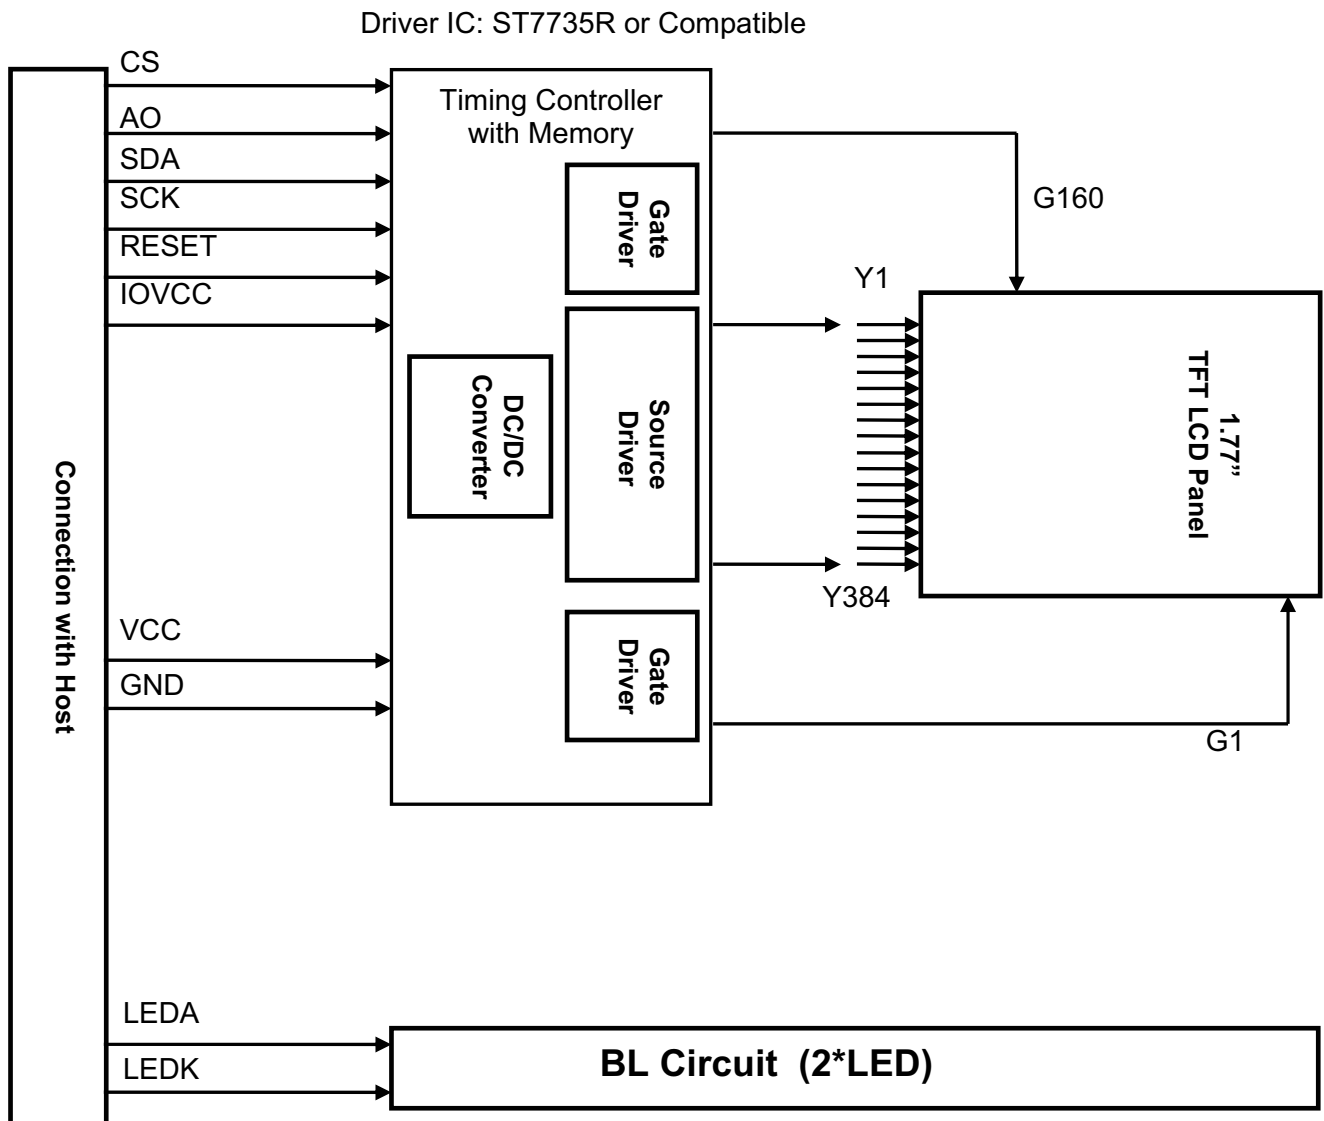 Driver IC: ST7735R or Compatible
CS
AO
SDA
SCK
RESET
IOVCC
VCC
GND
LEDA
LEDK
Connection with Host
Timing Controller
with Memory
Gate
Driver
DC/DC
Converter
Source
Driver
Gate
Driver
G160
Y1
Y384
G1
1.77”
TFT LCD Panel
BL Circuit (2*LED)